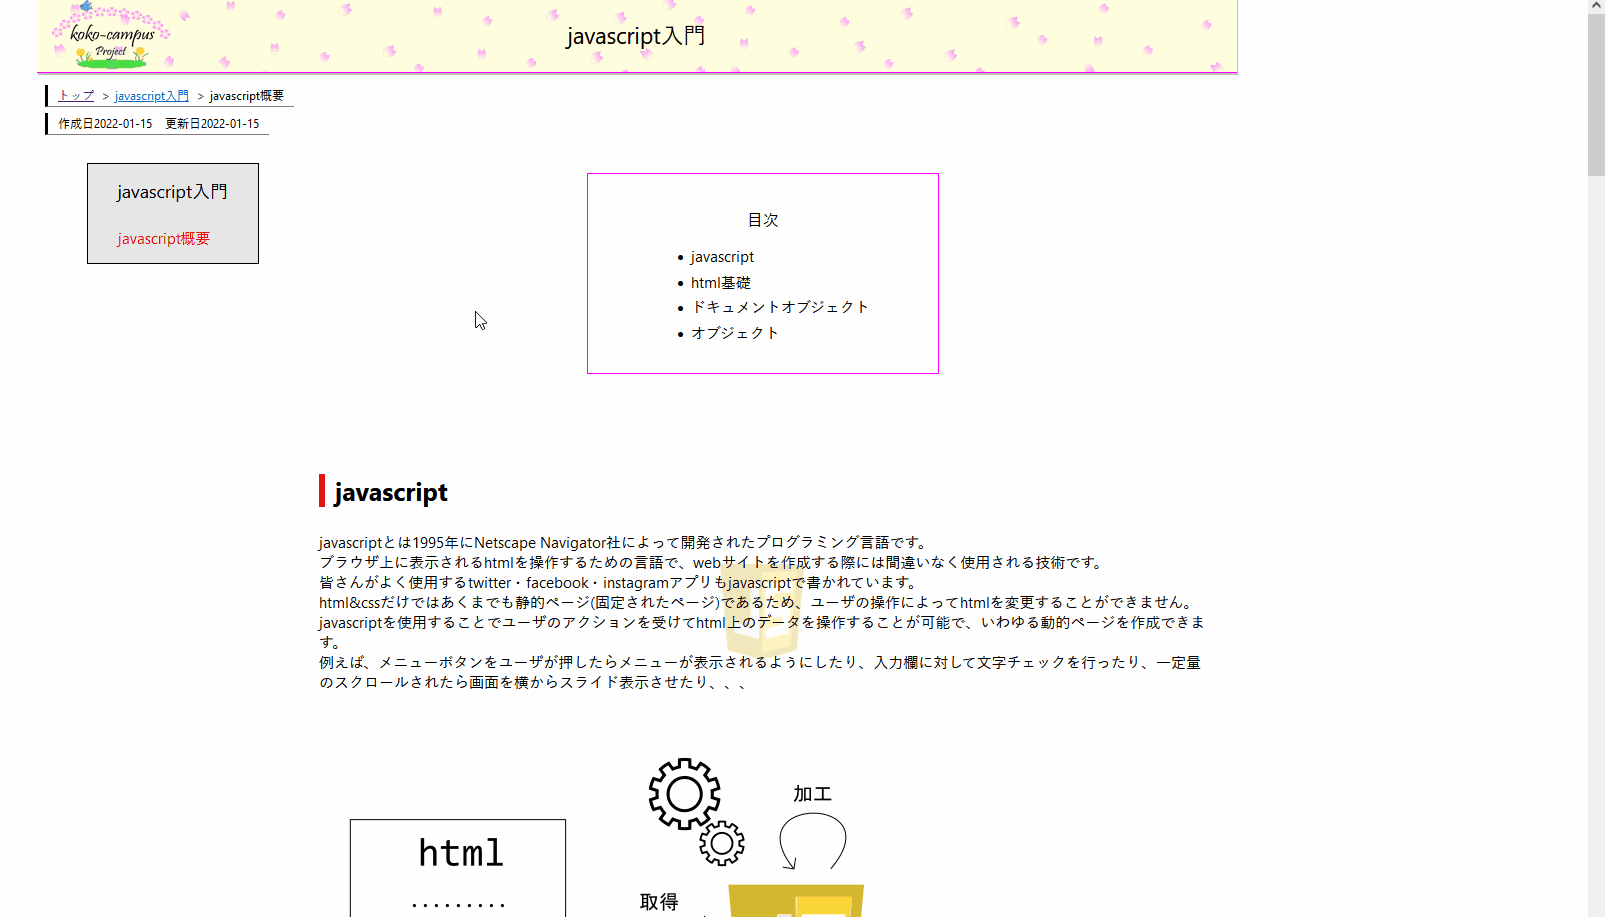 koko-campus
Project
javascript入門
トップ > javascript入門 > javascript概要
作成日2022-01-15 更新日2022-01-15
javascript入門
javascript概要
目次
• javascript
• html基礎
• ドキュメントオブジェクト
• オブジェクト
javascript
javascriptとは1995年にNetscape Navigator社によって開発されたプログラミング言語です。
ブラウザ上に表示されるhtmlを操作するための言語で、webサイトを作成する際には間違いなく使用される技術です。
皆さんがよく使用するtwitter・facebook・instagramアプリもjavascriptで書かれています。
html&cssだけではあくまでも静的ページ(固定されたページ)であるため、ユーザの操作によってhtmlを変更することができません。
javascriptを使用することでユーザのアクションを受けてhtml上のデータを操作することが可能で、いわゆる動的ページを作成できま
す。
例えば、メニューボタンをユーザが押したらメニューが表示されるようにしたり、入力欄に対して文字チェックを行ったり、一定量
のスクロールされたら画面を横からスライド表示させたり、、、
加工
html
.........
取得